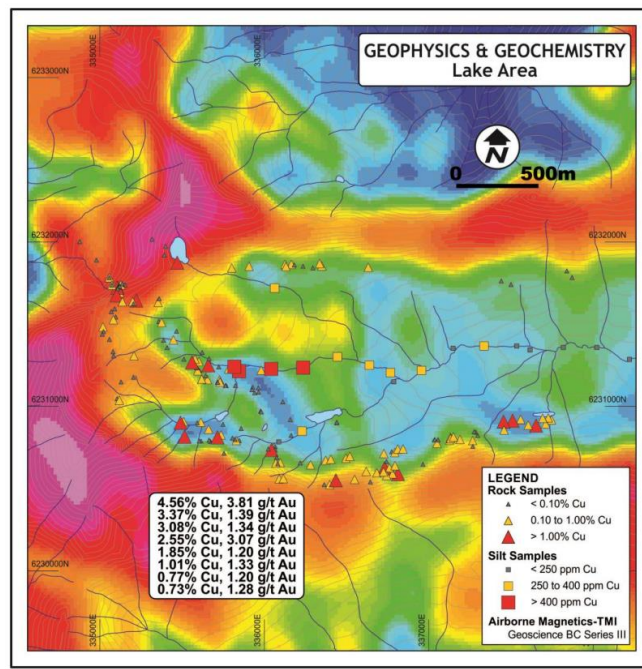 GEOPHYSICS & GEOCHEMISTRY
Lake Area
335000E
336000E
6233000N
N
0 500m
6232000N
6232000N
6231000N
6231000N
4.56% Cu, 3.81 g/t Au
3.37% Cu, 1.39 g/t Au
3.08% Cu, 1.34 g/t Au
2.55% Cu, 3.07 g/t Au
1.85% Cu, 1.20 g/t Au
1.01% Cu, 1.33 g/t Au
0.77% Cu, 1.20 g/t Au
0.73% Cu, 1.28 g/t Au
6230000N
335000E
336000E
337000E
LEGEND
Rock Samples
< 0.10% Cu
0.10 to 1.00% Cu
> 1.00% Cu
Silt Samples
< 250 ppm Cu
250 to 400 ppm Cu
> 400 ppm Cu
Airborne Magnetics-TMI
Geoscience BC Series III